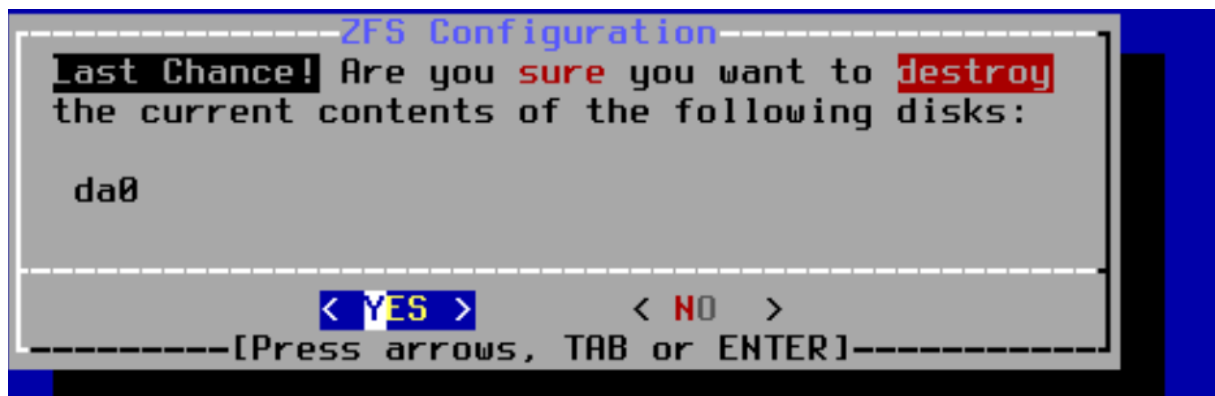 ZFS Configuration
Last Chance! Are you sure you want to destroy
the current contents of the following disks:
da0
< YES > < NO >
[Press arrows, TAB or ENTER]